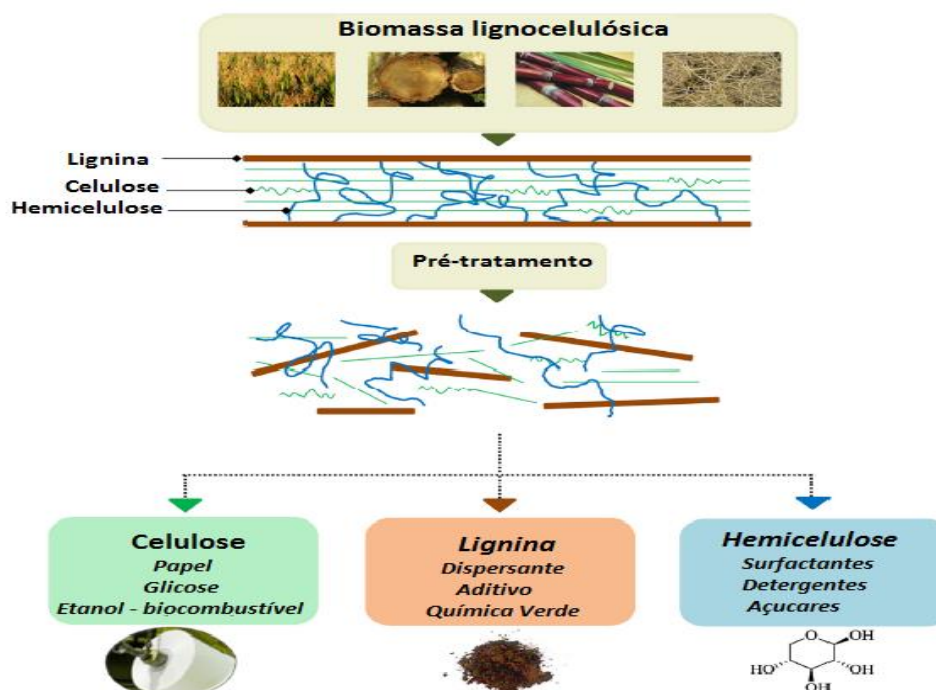 Biomassa lignocelulósica
Lignina
Celulose
Hemicelulose
Pré-tratamento
Celulose
Papel
Glicose
Etanol - biocombustível
Lignina
Dispersante
Aditivo
Química Verde
Hemicelulose
Surfactantes
Detergentes
Açucares
O
OH
HO
OH
OH